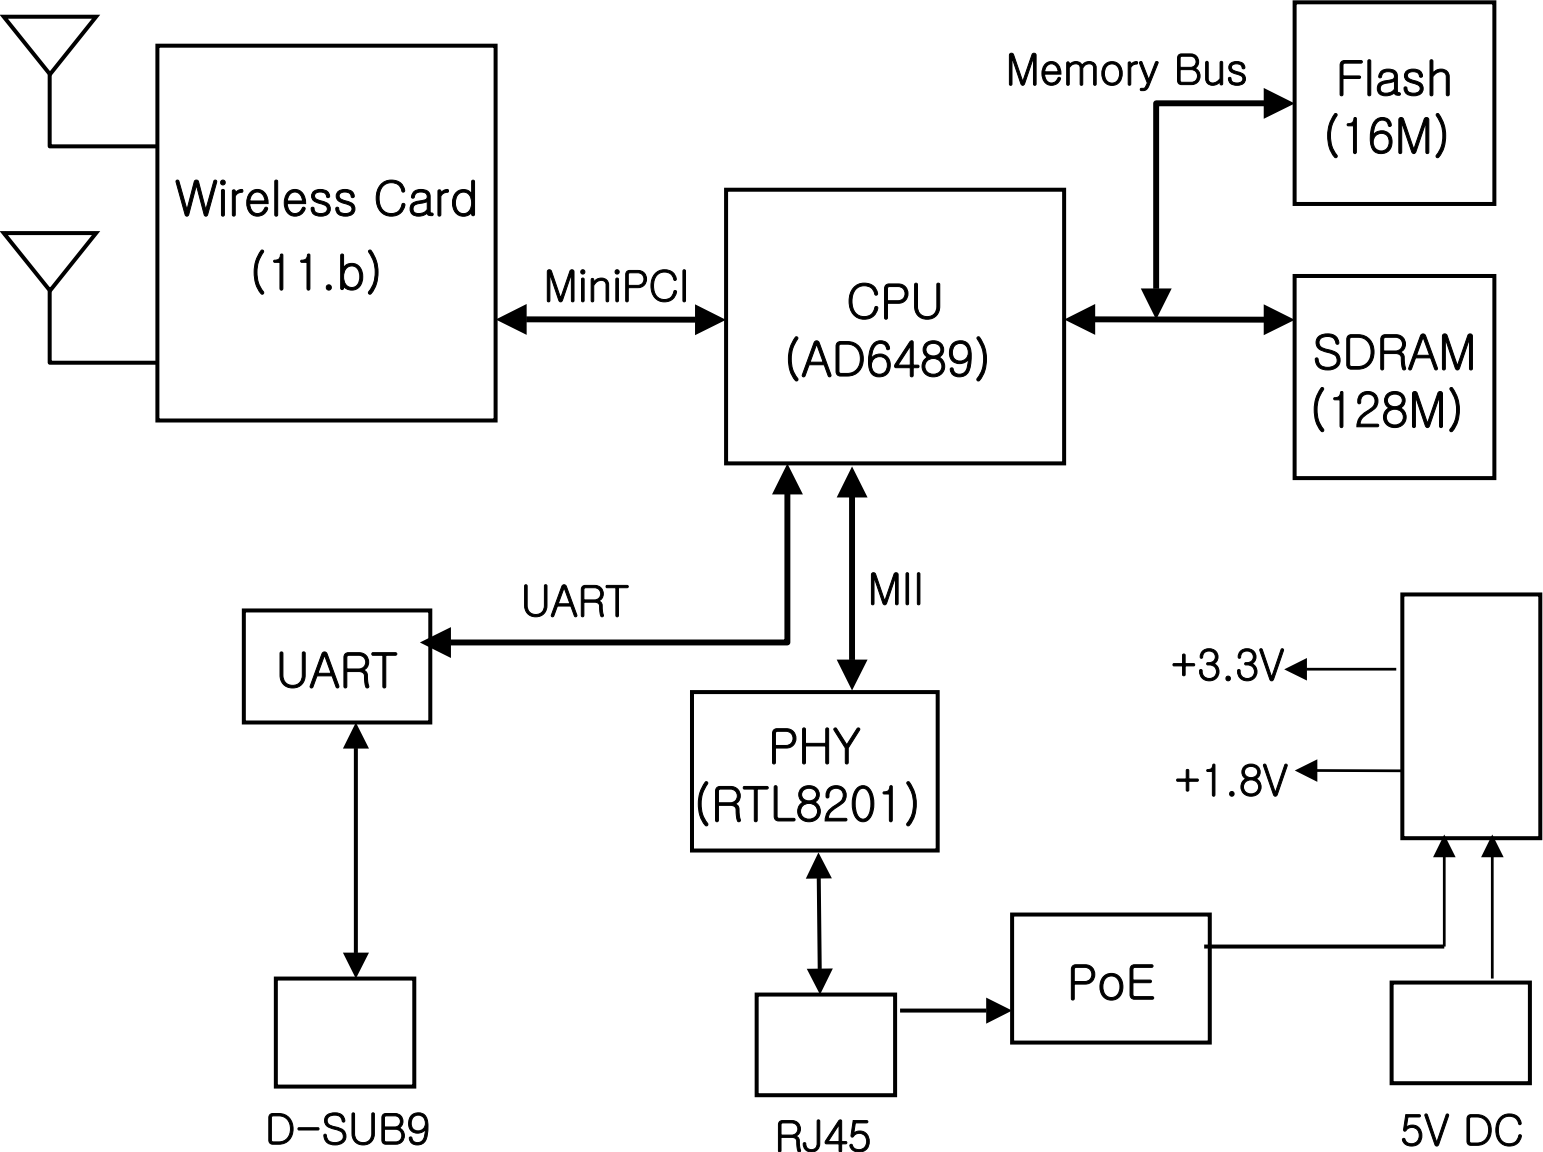 Memory Bus
Flash
(16M)
Wireless Card
(11.b)
MiniPCI
CPU
(AD6489)
SDRAM
(128M)
UART
MII
UART
+3.3V
PHY
(RTL8201)
+1.8V
PoE
D-SUB9
RJ45
5V DC